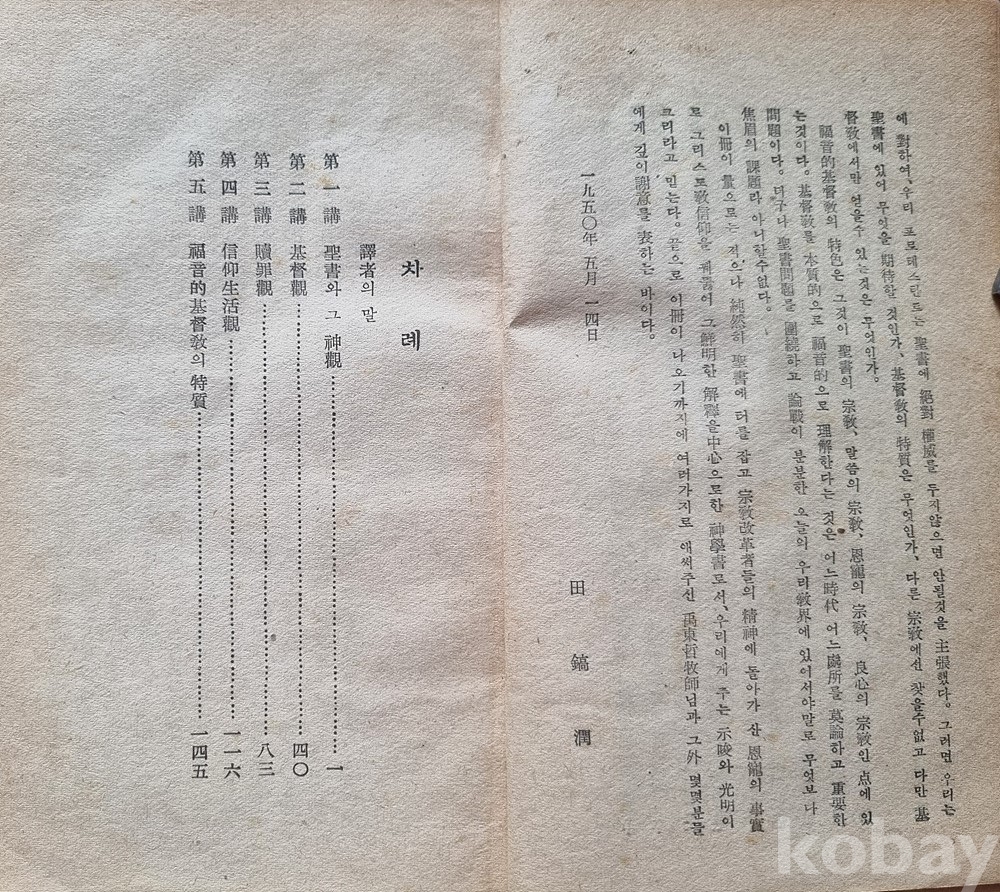 에 對하여, 우리 프로테스탄트는 聖書에 絕對 權威를 두지않으면 안될것을 主張했다. 그러면 우리는
聖書에 있어 무엇을 期待할 것인가、基督敎의 特質은 무엇인가、다른 宗敎에선 찾을수없고 다만 基
督敎에서만 얻을수 있는것은 무엇인가.
福音的基督敎의 特色은 그것이 聖書의 宗敎、말씀의 宗敎、恩寵의 宗敎、良心의 宗敎인 点에 있
는것이다. 基督敎를 本質的으로 福音的으로 理解한다는 것은 어느時代 어느處所를 莫論하고 重要한
問題이다. 더구나 聖書問題를 圍繞하고 論戰이 분분한 오늘의 우리敎界에 있어서야말로 무엇보 나
焦眉의 課題라 아니할수없다.
이冊이 量으로는 적으나 純然히 聖書에 터를 잡고 宗敎改革者들의 精神에 돌아가 산 恩寵의 事實
로 그리스도敎信仰을 꿰뚫어 그鮮明한 解釋을 中心으로한 神學書로서、우리에게 주는 示唆와 光明이
크리라고 믿는다. 끝으로 이冊이 나오기까지에 여러가지로 애써주신 禹東哲牧師님과 그外 몇몇분들
에게 깊이謝意를 表하는 바이다.
一九五〇年 五月 一四日
田 鎬 潤
차 례
譯者의 말
第一講 聖書와 그 神觀 一
第二講 基督觀 四〇
第三講 贖罪觀 八三
第四講 信仰生活觀 一一六
第五講 福音的基督敎의 特質 一四五
kobay